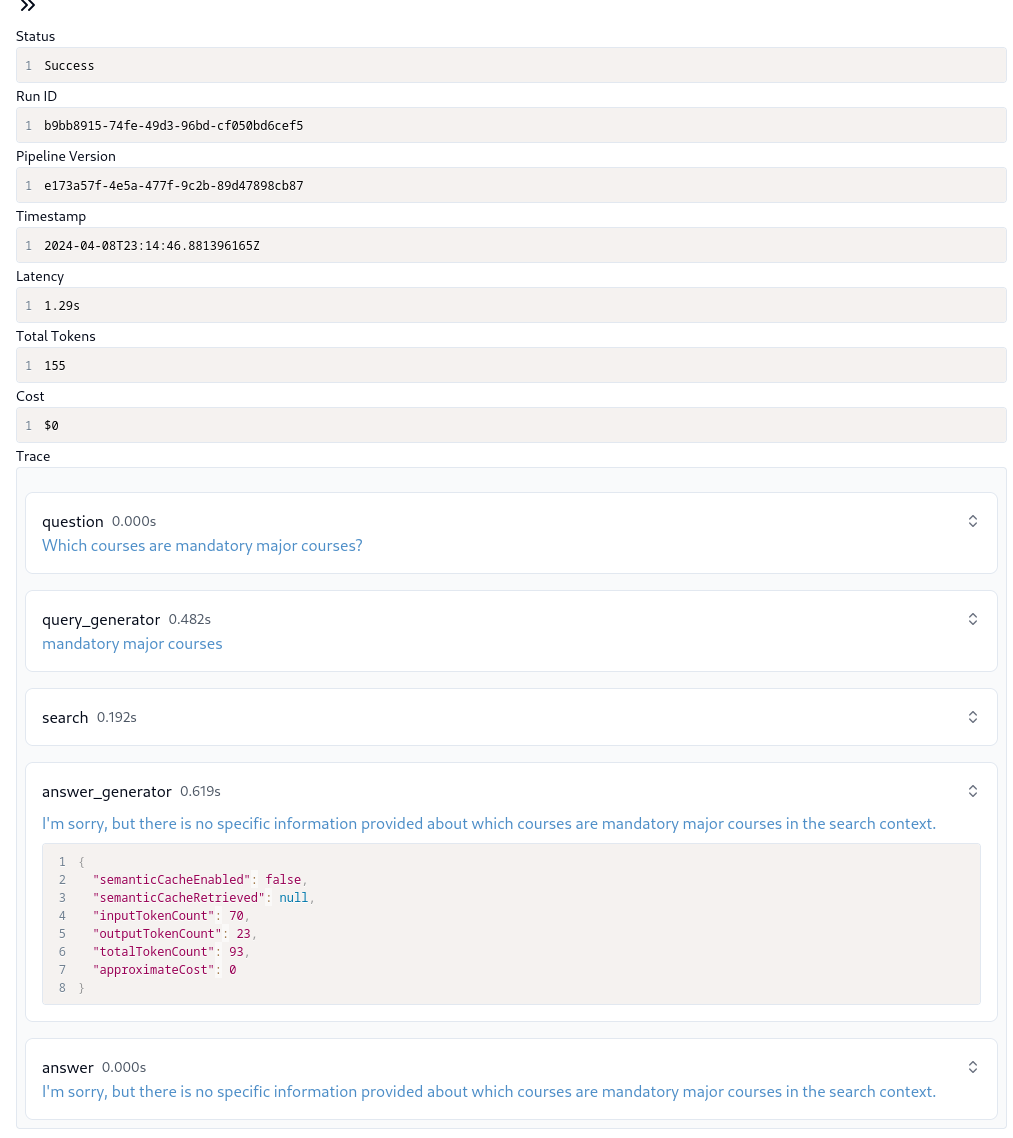 Status
1 Success
Run ID
1 b9bb8915-74fe-49d3-96bd-cf050bd6cef5
Pipeline Version
1 e173a57f-4e5a-477f-9c2b-89d47898cb87
Timestamp
1 2024-04-08T23:14:46.881396165Z
Latency
1 1.29s
Total Tokens
1 155
Cost
1 $0
Trace
question 0.000s
Which courses are mandatory major courses?
query_generator 0.482s
mandatory major courses
search 0.192s
answer_generator 0.619s
I'm sorry, but there is no specific information provided about which courses are mandatory major courses in the search context.
1 {
2 "semanticCacheEnabled": false,
3 "semanticCacheRetrieved": null,
4 "inputTokenCount": 70,
5 "outputTokenCount": 23,
6 "totalTokenCount": 93,
7 "approximateCost": 0
8 }
answer 0.000s
I'm sorry, but there is no specific information provided about which courses are mandatory major courses in the search context.